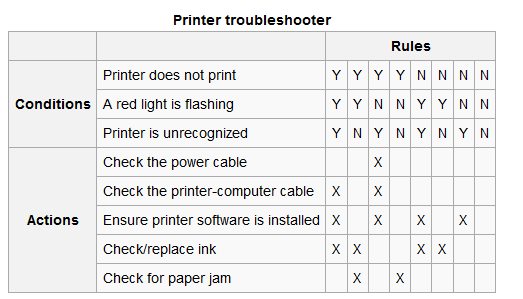 Printer troubleshooter
Rules
Conditions
Printer does not print Y Y Y Y N N N N
A red light is flashing Y Y N N Y Y N N
Printer is unrecognized Y N Y N Y N Y N
Actions
Check the power cable X
Check the printer-computer cable X X
Ensure printer software is installed X X X X
Check/replace ink X X X X
Check for paper jam X X